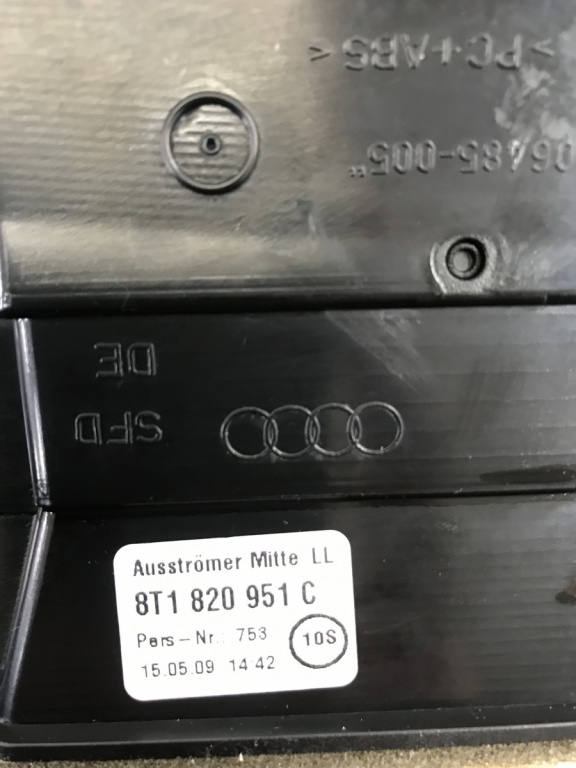 >PC+ABS<
06485-005"
DE
SFD
Ausströmer Mitte LL
8T1 820 951 C
Pers-Nr.: 753
10S
15.05.09 14 42